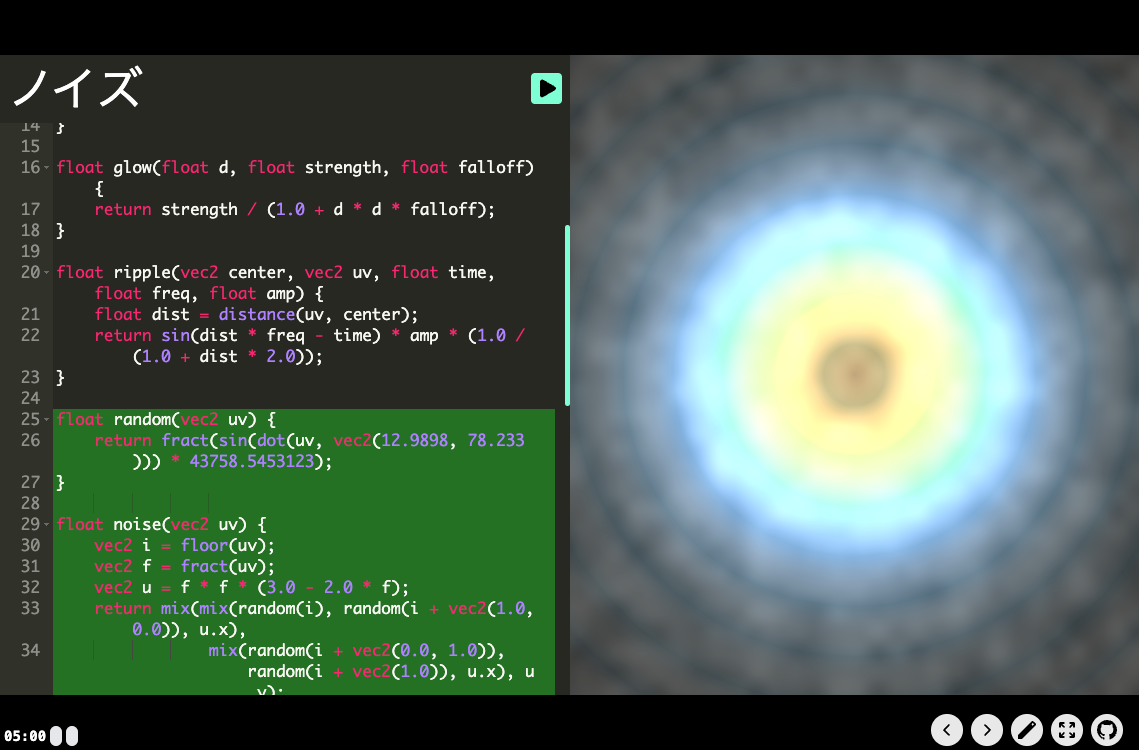 ノイズ
14 }
15
16 float glow(float d, float strength, float falloff)
{
17 return strength / (1.0 + d * d * falloff);
18 }
19
20 float ripple(vec2 center, vec2 uv, float time,
float freq, float amp) {
21 float dist = distance(uv, center);
22 return sin(dist * freq - time) * amp * (1.0 /
(1.0 + dist * 2.0));
23 }
24
25 float random(vec2 uv) {
26 return fract(sin(dot(uv, vec2(12.9898, 78.233
))) * 43758.5453123);
27 }
28
29 float noise(vec2 uv) {
30 vec2 i = floor(uv);
31 vec2 f = fract(uv);
32 vec2 u = f * f * (3.0 - 2.0 * f);
33 return mix(mix(random(i), random(i + vec2(1.0,
0.0)), u.x),
34 mix(random(i + vec2(0.0, 1.0)),
random(i + vec2(1.0)), u.x), u
.y);
05:00